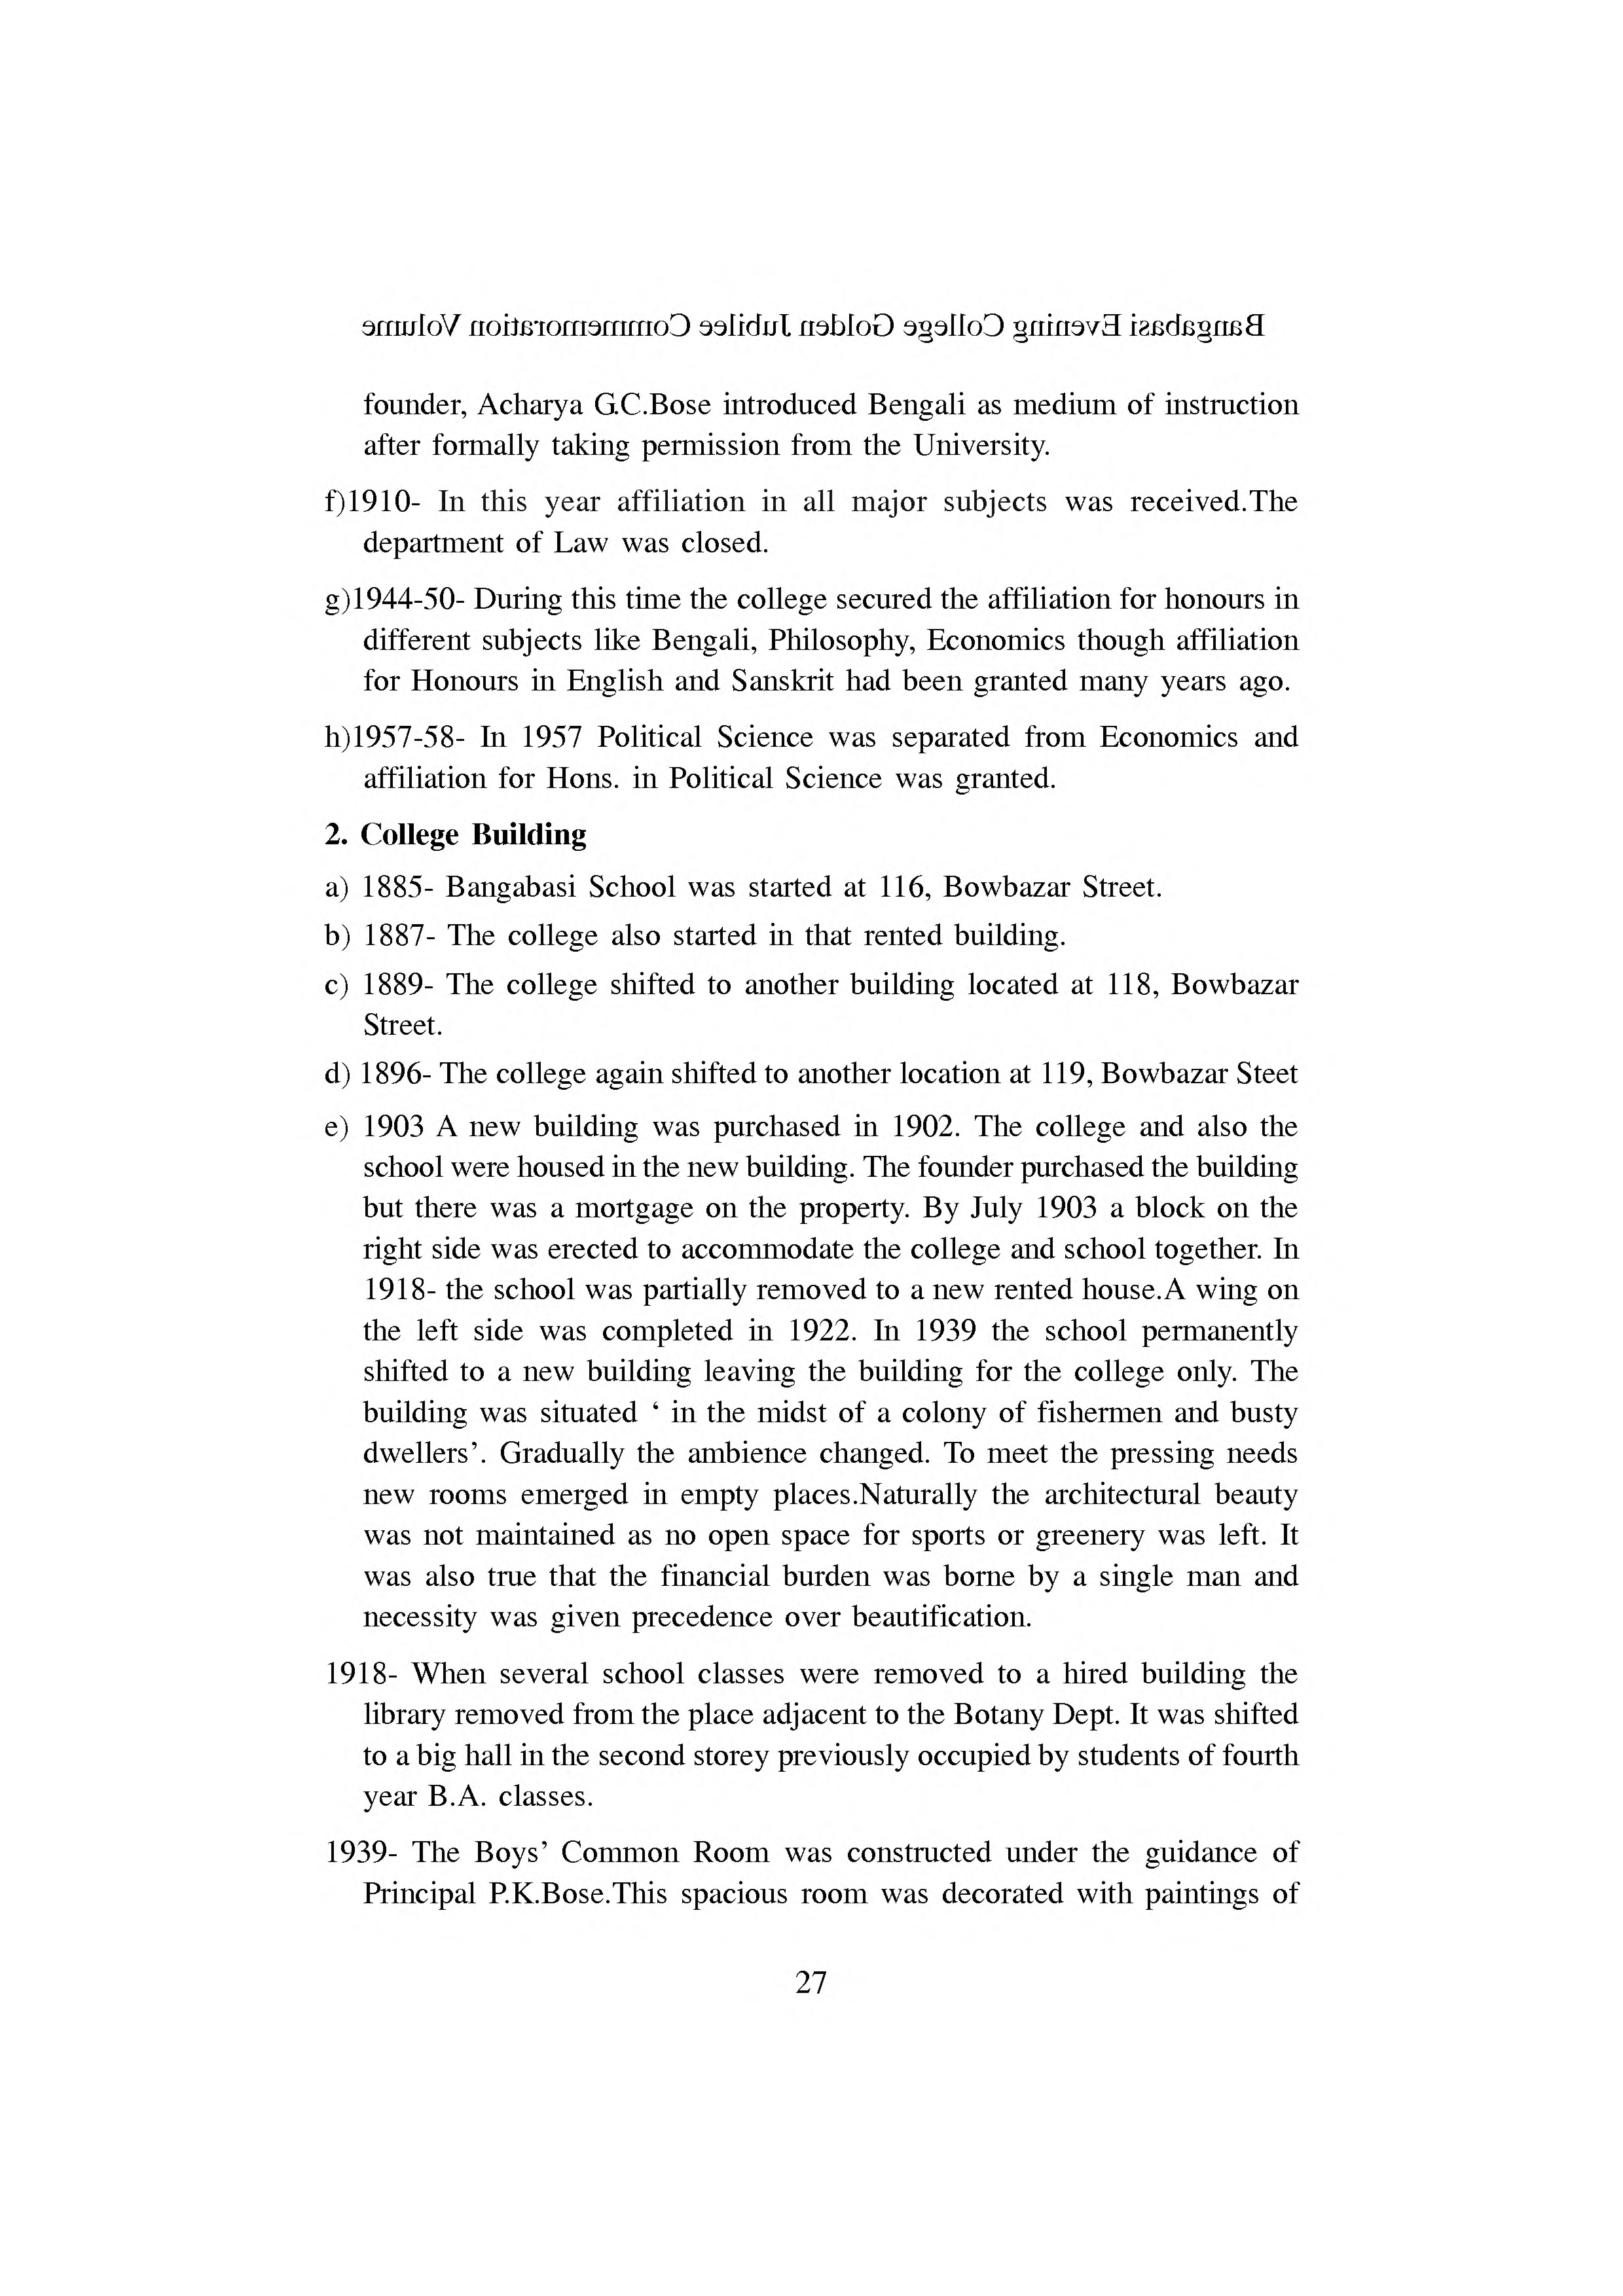 Bangabasi Evening College Golden Jubilee Commemoration Volume
founder, Acharya G.C.Bose introduced Bengali as medium of instruction
after formally taking permission from the University.
f)1910- In this year affiliation in all major subjects was received.The
department of Law was closed.
g)1944-50- During this time the college secured the affiliation for honours in
different subjects like Bengali, Philosophy, Economics though affiliation
for Honours in English and Sanskrit had been granted many years ago.
h)1957-58- In 1957 Political Science was separated from Economics and
affiliation for Hons. in Political Science was granted.
2. College Building
a) 1885- Bangabasi School was started at 116, Bowbazar Street.
b) 1887- The college also started in that rented building.
c) 1889- The college shifted to another building located at 118, Bowbazar
Street.
d) 1896- The college again shifted to another location at 119, Bowbazar Steet
e) 1903 A new building was purchased in 1902. The college and also the
school were housed in the new building. The founder purchased the building
but there was a mortgage on the property. By July 1903 a block on the
right side was erected to accommodate the college and school together. In
1918- the school was partially removed to a new rented house.A wing on
the left side was completed in 1922. In 1939 the school permanently
shifted to a new building leaving the building for the college only. The
building was situated ‘ in the midst of a colony of fishermen and busty
dwellers’. Gradually the ambience changed. To meet the pressing needs
new rooms emerged in empty places.Naturally the architectural beauty
was not maintained as no open space for sports or greenery was left. It
was also true that the financial burden was borne by a single man and
necessity was given precedence over beautification.
1918- When several school classes were removed to a hired building the
library removed from the place adjacent to the Botany Dept. It was shifted
to a big hall in the second storey previously occupied by students of fourth
year B.A. classes.
1939- The Boys’ Common Room was constructed under the guidance of
Principal P.K.Bose.This spacious room was decorated with paintings of
27